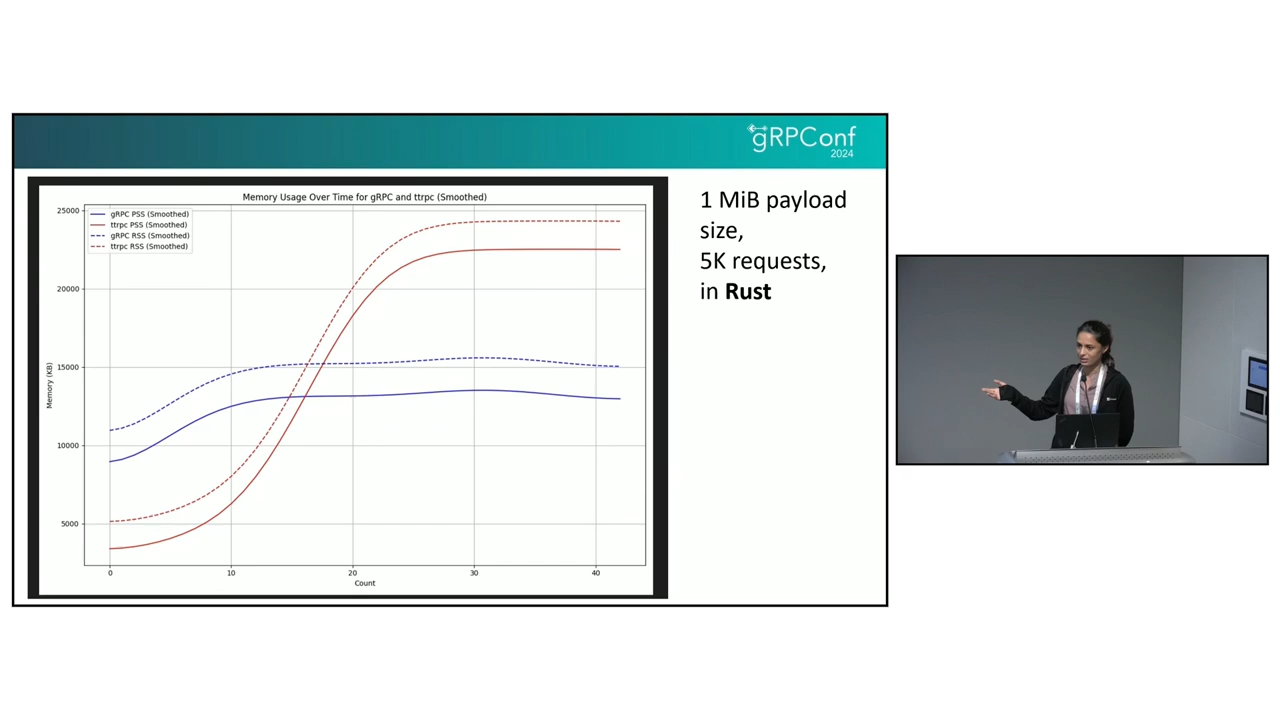 gRPConf
2024
Memory Usage Over Time for gRPC and ttrpc (Smoothed)
gRPC PSS (Smoothed)
ttrpc PSS (Smoothed)
gRPC RSS (Smoothed)
ttrpc RSS (Smoothed)
25000
20000
15000
10000
5000
Memory (KB)
0 10 20 30 40
Count
1 MiB payload
size,
5K requests,
in Rust